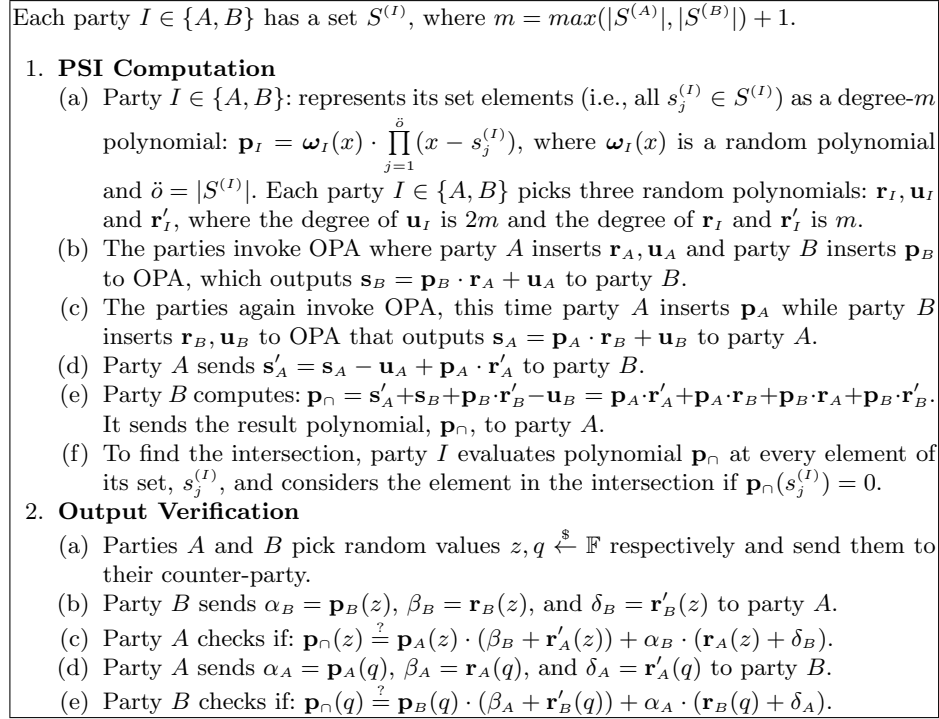 Each party I ∈ {A, B} has a set S^(I), where m = max(|S^(A)|, |S^(B)|) + 1.
1. PSI Computation
(a) Party I ∈ {A, B}: represents its set elements (i.e., all s_j^(I) ∈ S^(I)) as a degree-m
polynomial: p_I = ω_I(x) · ∏_{j=1}^{ö} (x − s_j^(I)), where ω_I(x) is a random polynomial
and ö = |S^(I)|. Each party I ∈ {A, B} picks three random polynomials: r_I, u_I
and r′_I, where the degree of u_I is 2m and the degree of r_I and r′_I is m.
(b) The parties invoke OPA where party A inserts r_A, u_A and party B inserts p_B
to OPA, which outputs s_B = p_B · r_A + u_A to party B.
(c) The parties again invoke OPA, this time party A inserts p_A while party B
inserts r_B, u_B to OPA that outputs s_A = p_A · r_B + u_B to party A.
(d) Party A sends s′_A = s_A − u_A + p_A · r′_A to party B.
(e) Party B computes: p_∩ = s′_A + s_B + p_B · r′_B − u_B = p_A · r′_A + p_A · r_B + p_B · r_A + p_B · r′_B.
It sends the result polynomial, p_∩, to party A.
(f) To find the intersection, party I evaluates polynomial p_∩ at every element of
its set, s_j^(I), and considers the element in the intersection if p_∩(s_j^(I)) = 0.
2. Output Verification
(a) Parties A and B pick random values z, q ←$ 𝔽 respectively and send them to
their counter-party.
(b) Party B sends α_B = p_B(z), β_B = r_B(z), and δ_B = r′_B(z) to party A.
(c) Party A checks if: p_∩(z) ≟ p_A(z) · (β_B + r′_A(z)) + α_B · (r_A(z) + δ_B).
(d) Party A sends α_A = p_A(q), β_A = r_A(q), and δ_A = r′_A(q) to party B.
(e) Party B checks if: p_∩(q) ≟ p_B(q) · (β_A + r′_B(q)) + α_A · (r_B(q) + δ_A).